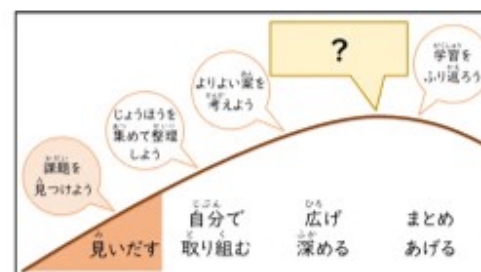 ?
学習を
ふり返ろう
よりよい案を
考えよう
じょうほうを
集めて整理
しよう
課題を
見つけよう
見いだす
自分で
取り組む
広げ
深める
まとめ
あげる